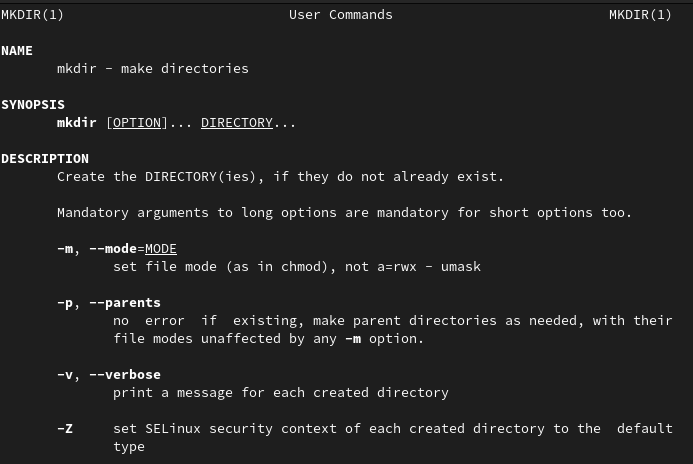 MKDIR(1) User Commands MKDIR(1)
NAME
mkdir - make directories
SYNOPSIS
mkdir [OPTION]... DIRECTORY...
DESCRIPTION
Create the DIRECTORY(ies), if they do not already exist.
Mandatory arguments to long options are mandatory for short options too.
-m, --mode=MODE
set file mode (as in chmod), not a=rwx - umask
-p, --parents
no error if existing, make parent directories as needed, with their
file modes unaffected by any -m option.
-v, --verbose
print a message for each created directory
-Z set SELinux security context of each created directory to the default
type